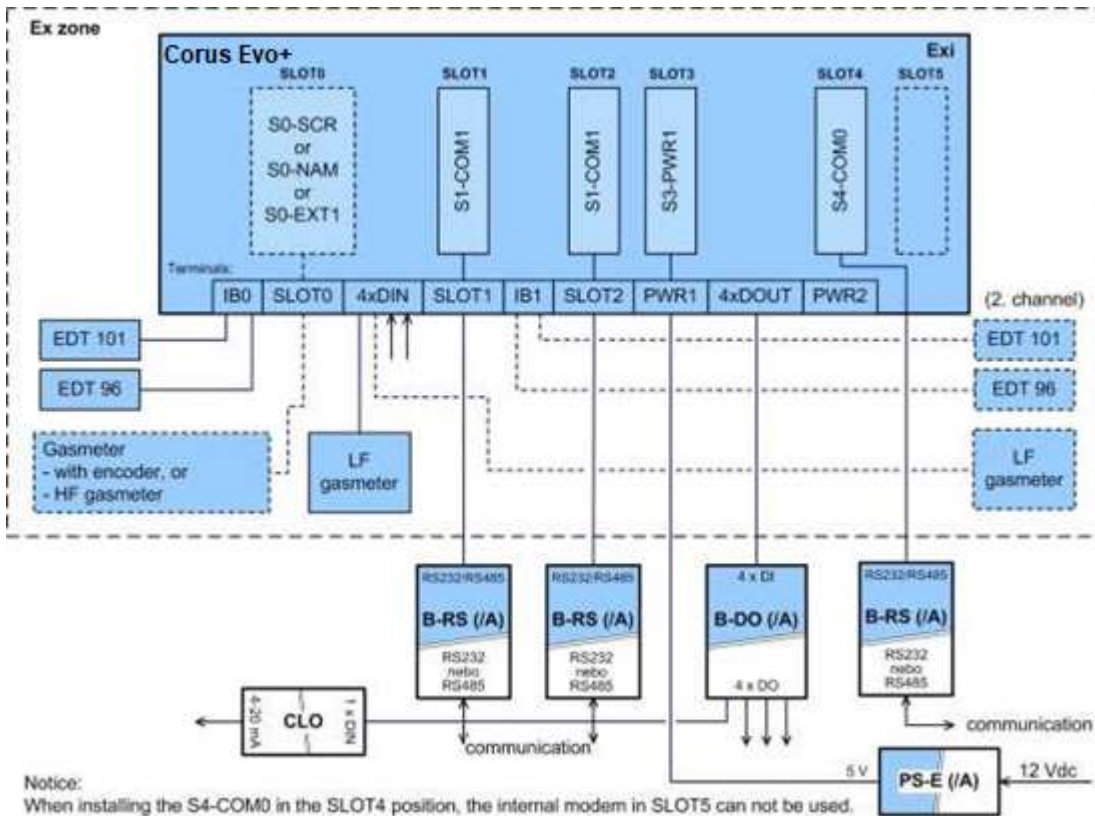 Ex zone
Corus Evo+
Exi
SLOT0
SLOT1
SLOT2
SLOT3
SLOT4
SLOT5
S0-SCR
or
S0-NAM
or
S0-EXT1
S1-COM1
S1-COM1
S3-PWR1
S4-COM0
Terminals:
IB0
SLOT0
4xDIN
SLOT1
IB1
SLOT2
PWR1
4xDOUT
PWR2
(2. channel)
EDT 101
EDT 101
EDT 96
EDT 96
Gasmeter
- with encoder, or
- HF gasmeter
LF
gasmeter
LF
gasmeter
RS232/RS485
B-RS (/A)
RS232
nebo
RS485
RS232/RS485
B-RS (/A)
RS232
nebo
RS485
4 x DI
B-DO (/A)
4 x DO
RS232/RS485
B-RS (/A)
RS232
nebo
RS485
4-20 mA
CLO
1 x DIN
communication
communication
5 V
PS-E (/A)
12 Vdc
Notice:
When installing the S4-COM0 in the SLOT4 position, the internal modem in SLOT5 can not be used.